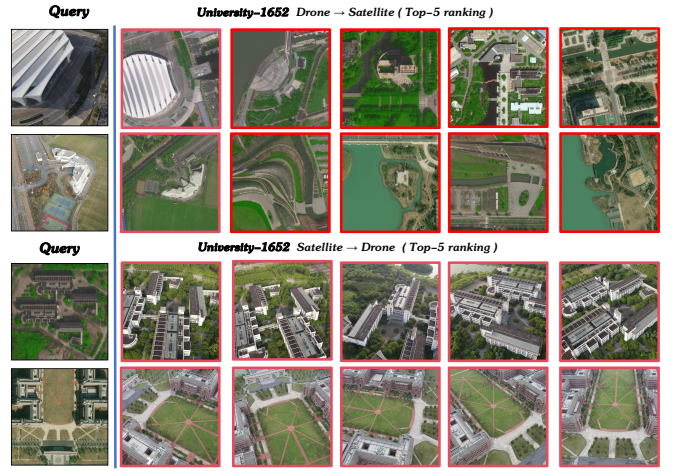 Query University-1652 Drone → Satellite ( Top-5 ranking )
Query University-1652 Satellite → Drone ( Top-5 ranking )